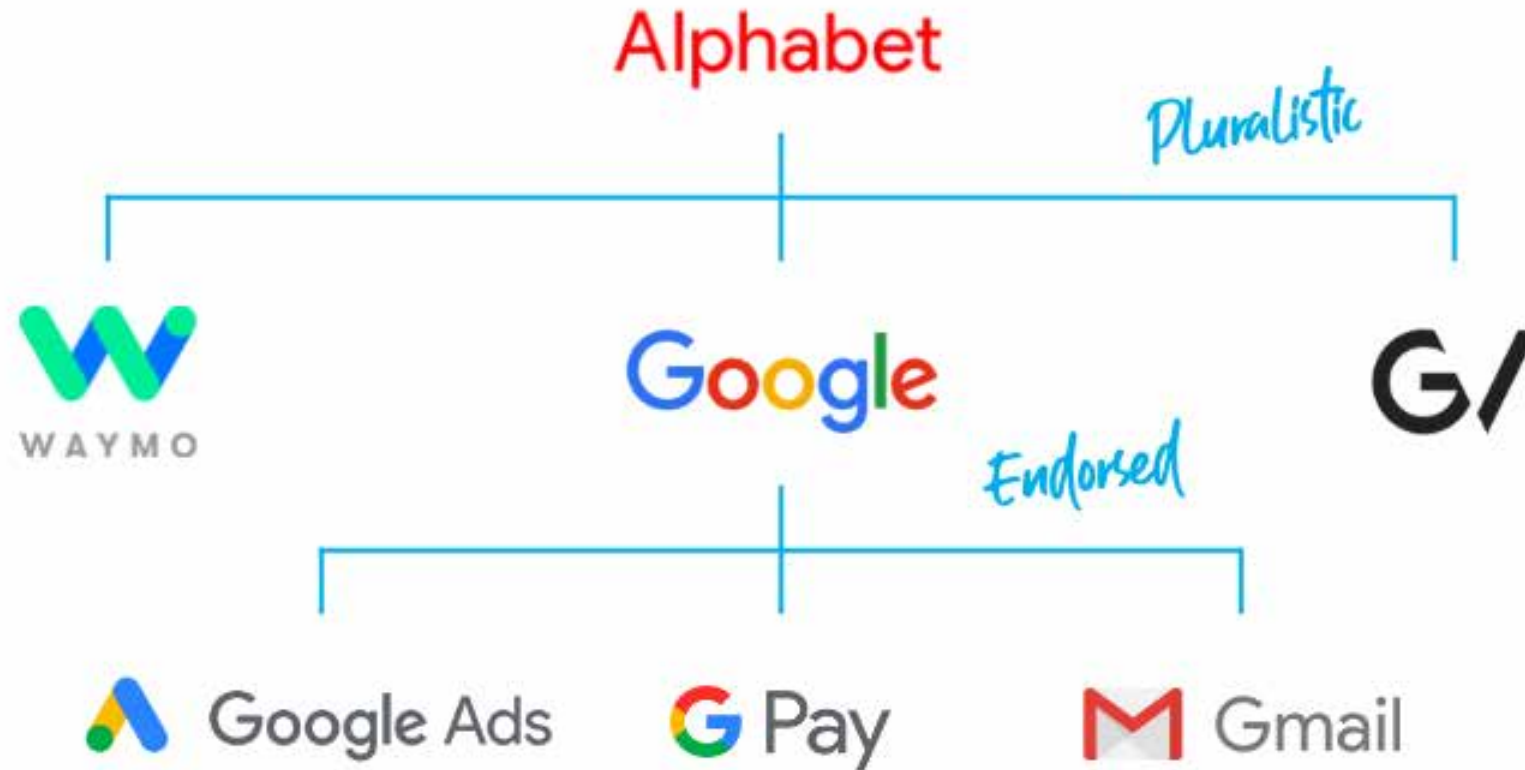 Alphabet
Pluralistic
WAYMO
Google
G/
Endorsed
Google Ads
G Pay
Gmail